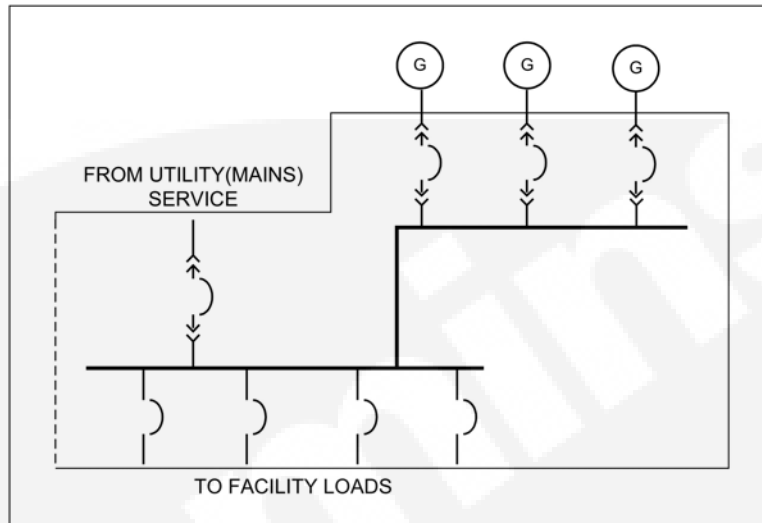 G
G
G
FROM UTILITY(MAINS)
SERVICE
TO FACILITY LOADS